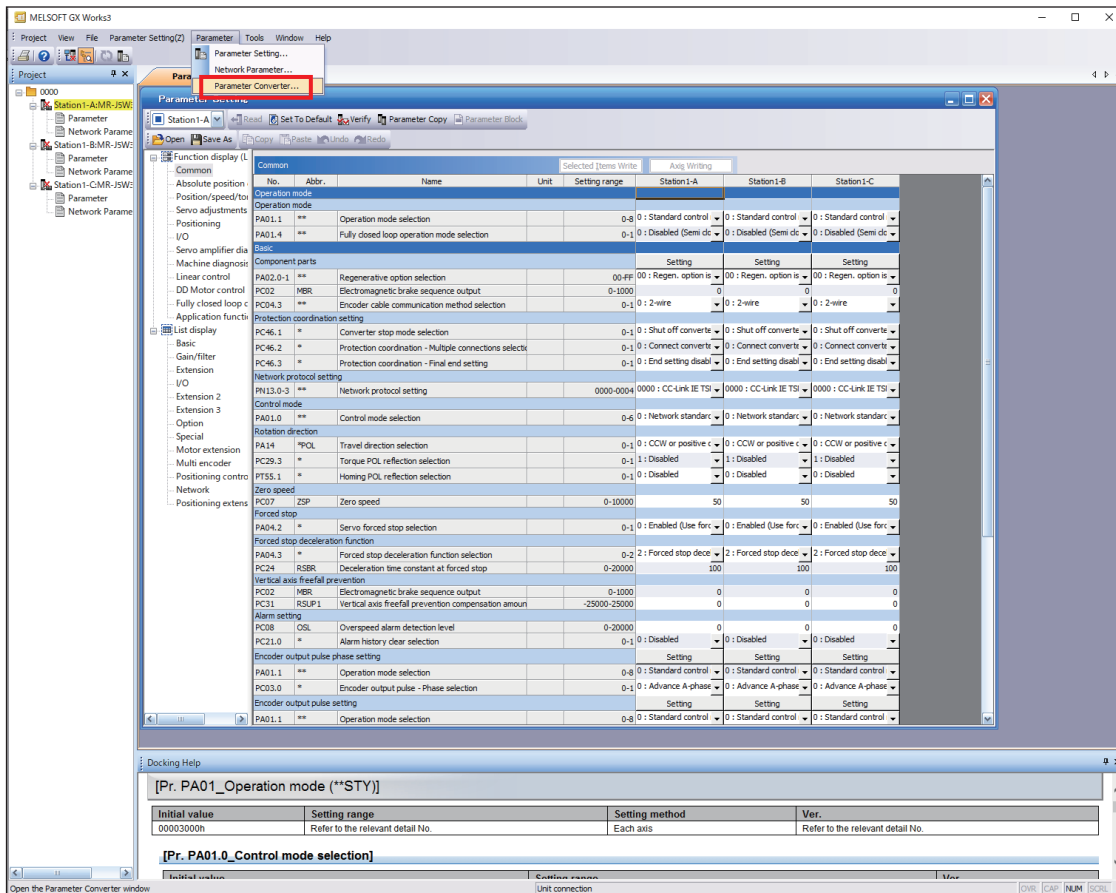 MELSOFT GX Works3
Project View File Parameter Setting(Z) Parameter Tools Window Help
Parameter Setting...
Network Parameter...
Parameter Converter...
Project
Para
0000
Station1-A:MR-J5W
Parameter
Network Parame
Station1-B:MR-J5W
Parameter
Network Parame
Station1-C:MR-J5W
Parameter
Network Parame
Parameter Setting
Station1-A Read Set To Default Verify Parameter Copy Parameter Block
Open Save As Copy Paste Undo Redo
Function display (L
Common
Absolute position
Position/speed/tor
Servo adjustments
Positioning
I/O
Servo amplifier dia
Machine diagnosis
Linear control
DD Motor control
Fully closed loop c
Application functio
List display
Basic
Gain/filter
Extension
I/O
Extension 2
Extension 3
Option
Special
Motor extension
Multi encoder
Positioning contro
Network
Positioning extens
Common Selected Items Write Axis Writing
No. Abbr. Name Unit Setting range Station1-A Station1-B Station1-C
Operation mode
Operation mode
PA01.1 ** Operation mode selection 0-8 0 : Standard control 0 : Standard control 0 : Standard control
PA01.4 ** Fully closed loop operation mode selection 0-1 0 : Disabled (Semi clc 0 : Disabled (Semi clc 0 : Disabled (Semi clc
Basic
Component parts Setting Setting Setting
PA02.0-1 ** Regenerative option selection 00-FF 00 : Regen. option is 00 : Regen. option is 00 : Regen. option is
PC02 MBR Electromagnetic brake sequence output 0-1000 0 0 0
PC04.3 ** Encoder cable communication method selection 0-1 0 : 2-wire 0 : 2-wire 0 : 2-wire
Protection coordination setting
PC46.1 * Converter stop mode selection 0-1 0 : Shut off converte 0 : Shut off converte 0 : Shut off converte
PC46.2 * Protection coordination - Multiple connections selectio 0-1 0 : Connect converte 0 : Connect converte 0 : Connect converte
PC46.3 * Protection coordination - Final end setting 0-1 0 : End setting disabl 0 : End setting disabl 0 : End setting disabl
Network protocol setting
PN13.0-3 ** Network protocol setting 0000-0004 0000 : CC-Link IE TSI 0000 : CC-Link IE TSI 0000 : CC-Link IE TSI
Control mode
PA01.0 ** Control mode selection 0-6 0 : Network standarc 0 : Network standarc 0 : Network standarc
Rotation direction
PA14 *POL Travel direction selection 0-1 0 : CCW or positive c 0 : CCW or positive c 0 : CCW or positive c
PC29.3 * Torque POL reflection selection 0-1 1 : Disabled 1 : Disabled 1 : Disabled
PT55.1 * Homing POL reflection selection 0-1 0 : Disabled 0 : Disabled 0 : Disabled
Zero speed
PC07 ZSP Zero speed 0-10000 50 50 50
Forced stop
PA04.2 * Servo forced stop selection 0-1 0 : Enabled (Use forc 0 : Enabled (Use forc 0 : Enabled (Use forc
Forced stop deceleration function
PA04.3 * Forced stop deceleration function selection 0-2 2 : Forced stop dece 2 : Forced stop dece 2 : Forced stop dece
PC24 RSBR Deceleration time constant at forced stop 0-20000 100 100 100
Vertical axis freefall prevention
PC02 MBR Electromagnetic brake sequence output 0-1000 0 0 0
PC31 RSUP1 Vertical axis freefall prevention compensation amoun -25000-25000 0 0 0
Alarm setting
PC08 OSL Overspeed alarm detection level 0-20000 0 0 0
PC21.0 * Alarm history clear selection 0-1 0 : Disabled 0 : Disabled 0 : Disabled
Encoder output pulse phase setting Setting Setting Setting
PA01.1 ** Operation mode selection 0-8 0 : Standard control 0 : Standard control 0 : Standard control
PC03.0 * Encoder output pulse - Phase selection 0-1 0 : Advance A-phase 0 : Advance A-phase 0 : Advance A-phase
Encoder output pulse setting Setting Setting Setting
PA01.1 ** Operation mode selection 0-8 0 : Standard control 0 : Standard control 0 : Standard control
Docking Help
[Pr. PA01_Operation mode (**STY)]
Initial value Setting range Setting method Ver.
00003000h Refer to the relevant detail No. Each axis Refer to the relevant detail No.
[Pr. PA01.0_Control mode selection]
Initial value Setting range Ver.
Open the Parameter Converter window Unit connection OVR CAP NUM SCRL